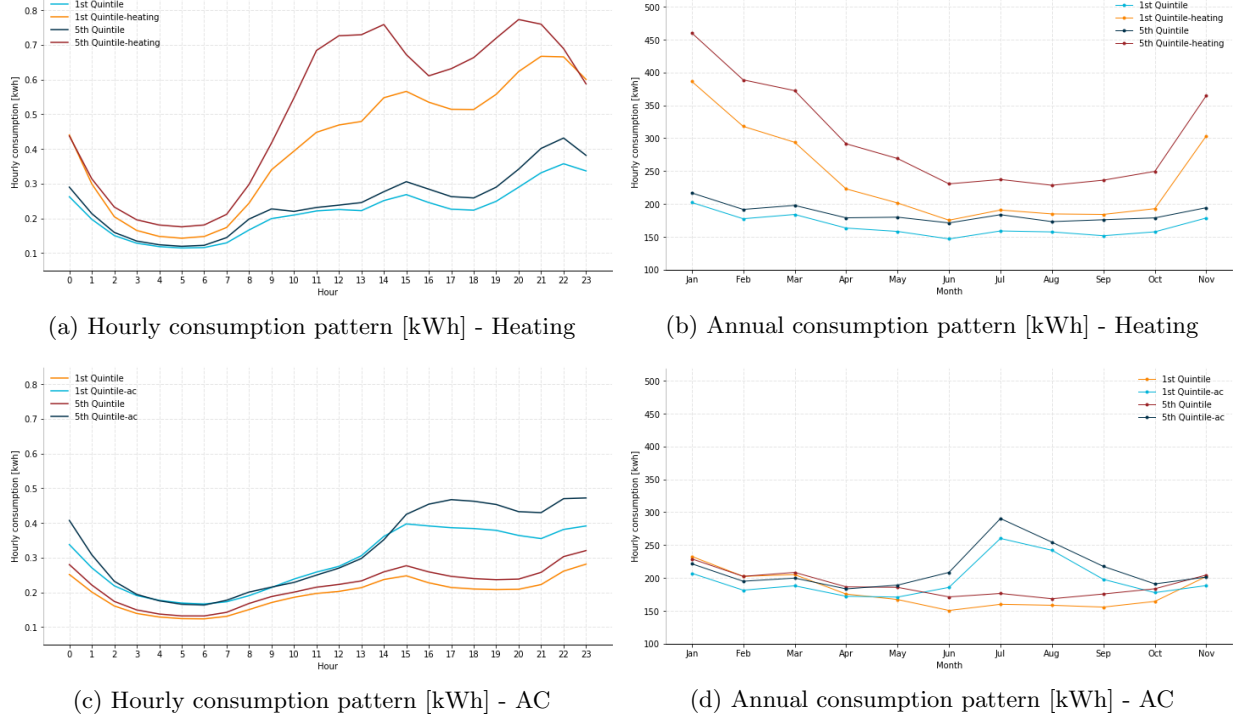 0.8
0.7
0.6
0.5
0.4
0.3
0.2
0.1
Hourly consumption [kwh]
1st Quintile
1st Quintile-heating
5th Quintile
5th Quintile-heating
0 1 2 3 4 5 6 7 8 9 10 11 12 13 14 15 16 17 18 19 20 21 22 23
Hour
(a) Hourly consumption pattern [kWh] - Heating
500
450
400
350
300
250
200
150
100
Hourly consumption [kwh]
1st Quintile
1st Quintile-heating
5th Quintile
5th Quintile-heating
Jan Feb Mar Apr May Jun Jul Aug Sep Oct Nov
Month
(b) Annual consumption pattern [kWh] - Heating
0.8
0.7
0.6
0.5
0.4
0.3
0.2
0.1
Hourly consumption [kwh]
1st Quintile
1st Quintile-ac
5th Quintile
5th Quintile-ac
0 1 2 3 4 5 6 7 8 9 10 11 12 13 14 15 16 17 18 19 20 21 22 23
Hour
(c) Hourly consumption pattern [kWh] - AC
500
450
400
350
300
250
200
150
100
Hourly consumption [kwh]
1st Quintile
1st Quintile-ac
5th Quintile
5th Quintile-ac
Jan Feb Mar Apr May Jun Jul Aug Sep Oct Nov
Month
(d) Annual consumption pattern [kWh] - AC